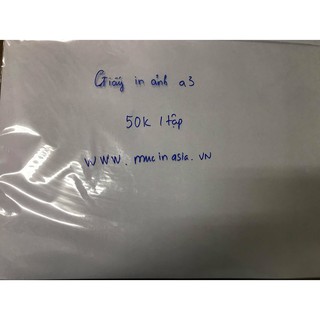 Giấy in ảnh a3
50K 1 tập
www.mucinasia.vn